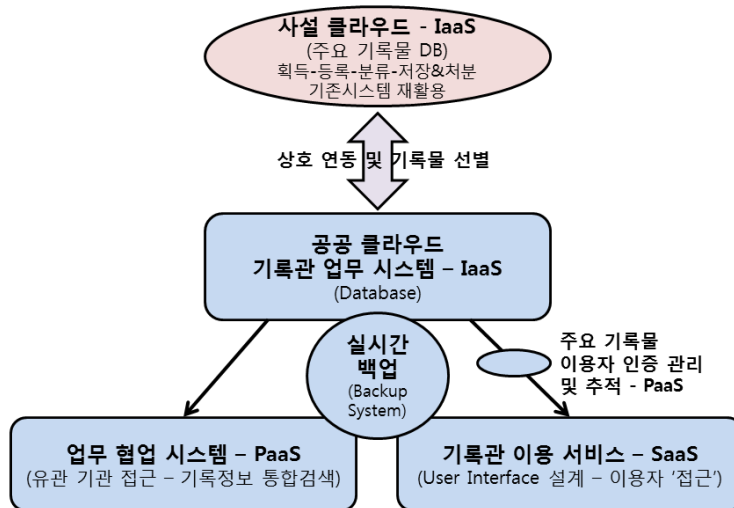 사설 클라우드 - IaaS
(주요 기록물 DB)
획득-등록-분류-저장&처분
기존시스템 재활용
상호 연동 및 기록물 선별
공공 클라우드
기록관 업무 시스템 – IaaS
(Database)
실시간
백업
(Backup
System)
주요 기록물
이용자 인증 관리
및 추적 - PaaS
업무 협업 시스템 – PaaS
(유관 기관 접근 – 기록정보 통합검색)
기록관 이용 서비스 – SaaS
(User Interface 설계 – 이용자 ‘접근’)